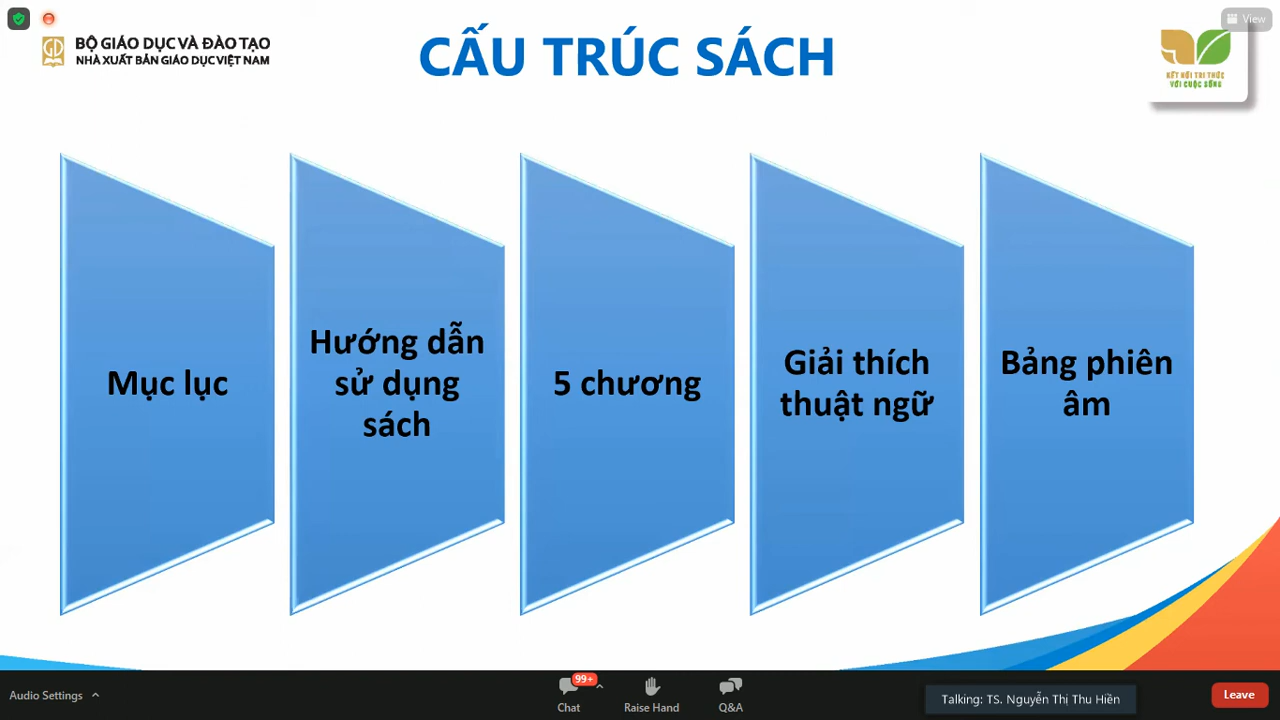 View
BỘ GIÁO DỤC VÀ ĐÀO TẠO
NHÀ XUẤT BẢN GIÁO DỤC VIỆT NAM
CẤU TRÚC SÁCH
KẾT NỐI TRI THỨC
VỚI CUỘC SỐNG
Mục lục
Hướng dẫn
sử dụng
sách
5 chương
Giải thích
thuật ngữ
Bảng phiên
âm
Audio Settings
99+
Chat
Raise Hand
Q&A
Talking: TS. Nguyễn Thị Thu Hiền
Leave